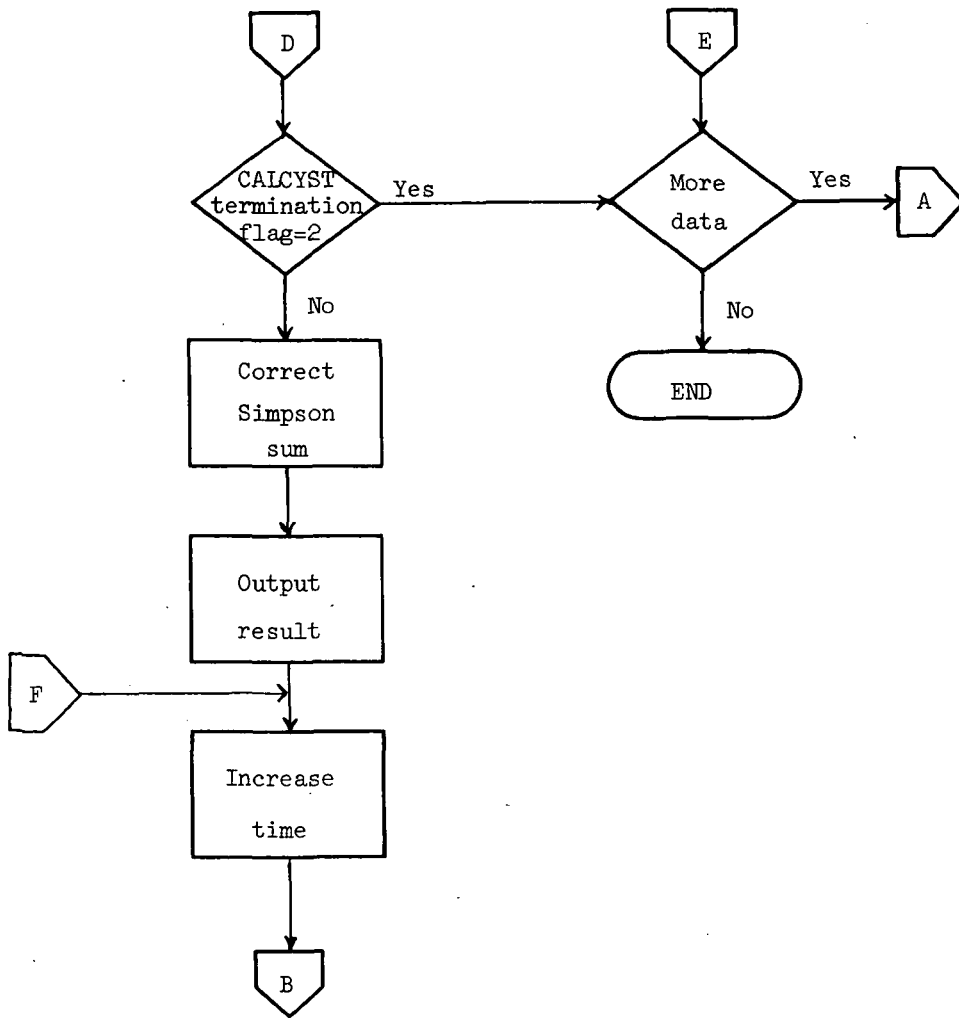 D
E
CALCYST
termination
flag=2
Yes
More
data
Yes
A
No
No
Correct
Simpson
sum
END
Output
result
F
Increase
time
B